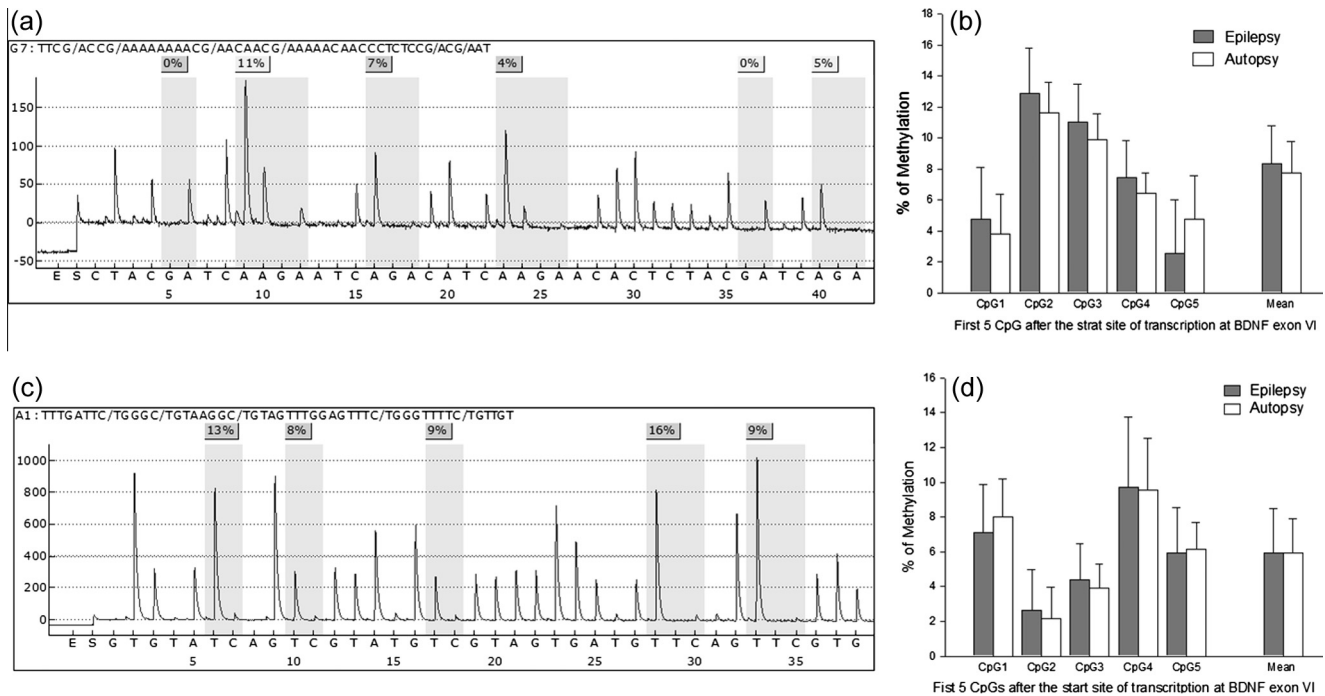 (a)
G7:TTCG/ACCG/AAAAAAAACG/AACAACG/AAAAACAACCCTCTCCG/ACG/AAT
0% 11% 7% 4% 0% 5%
150
100
50
0
-50
E S C T A C G A T C A A G A A T C A G A C A T C A A G A A C A C T C T A C G A T C A G A
5 10 15 20 25 30 35 40
(b)
18
16
14
12
10
8
6
4
2
0
% of Methylation
Epilepsy
Autopsy
CpG1 CpG2 CpG3 CpG4 CpG5 Mean
First 5 CpG after the strat site of transcription at BDNF exon VI
(c)
A1:TTTGATTC/TGGGC/TGTAAGGC/TGTAGTTTGGAGTTTC/TGGGTTTTC/TGTTGT
13% 8% 9% 16% 9%
1000
800
600
400
200
0
E S G T G T A T C A G T C G T A T G T C G T A G T G A T G T T C A G T T C G T G
5 10 15 20 25 30 35
(d)
16
14
12
10
8
6
4
2
0
% of Methylation
Epilepsy
Autopsy
CpG1 CpG2 CpG3 CpG4 CpG5 Mean
Fist 5 CpGs after the start site of transcription at BDNF exon VI